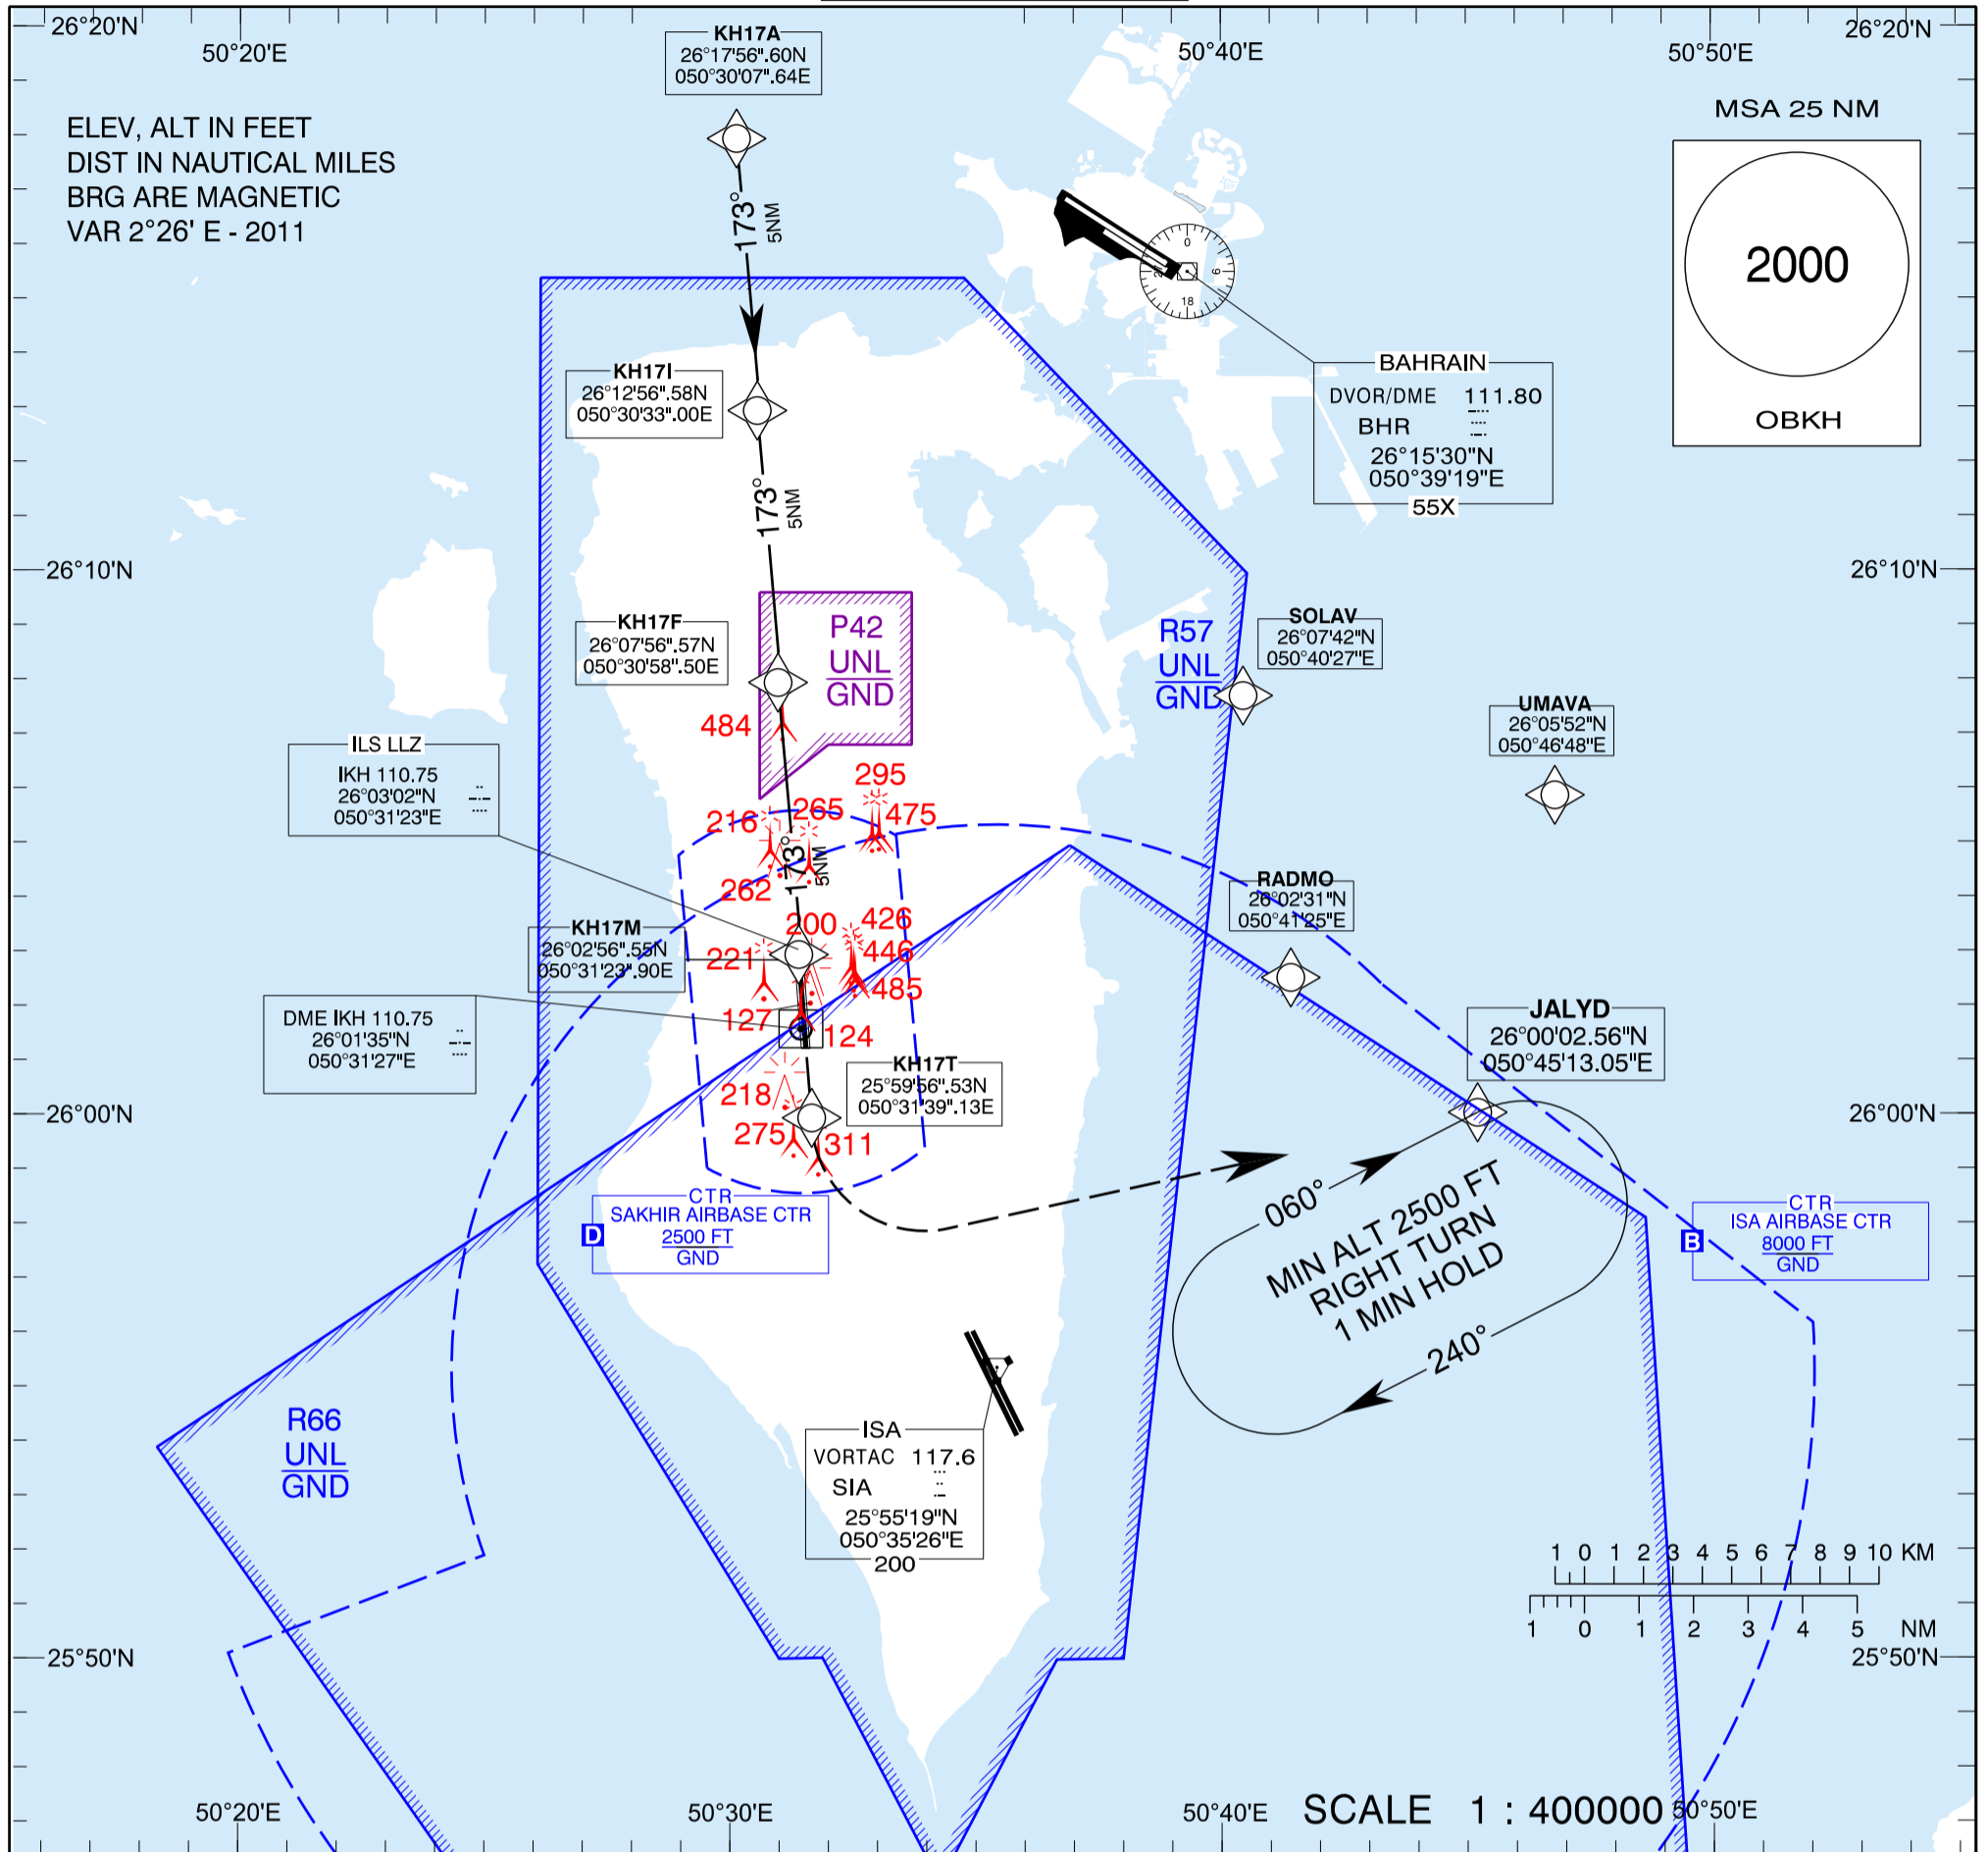 26°20'N
50°20'E
50°40'E
50°50'E
26°20'N
KH17A
26°17'56".60N
050°30'07".64E
ELEV, ALT IN FEET
DIST IN NAUTICAL MILES
BRG ARE MAGNETIC
VAR 2°26' E - 2011
MSA 25 NM
2000
OBKH
173°
5NM
0
6
18
BAHRAIN
DVOR/DME 111.80
BHR
26°15'30"N
050°39'19"E
55X
KH17I
26°12'56".58N
050°30'33".00E
173°
5NM
26°10'N
26°10'N
KH17F
26°07'56".57N
050°30'58".50E
P42
UNL
GND
R57
UNL
GND
SOLAV
26°07'42"N
050°40'27"E
UMAVA
26°05'52"N
050°46'48"E
484
ILS LLZ
IKH 110.75
26°03'02"N
050°31'23"E
295
216
265
475
173°
5NM
262
RADMO
26°02'31"N
050°41'25"E
KH17M
26°02'56".55N
050°31'23".90E
200
426
221
446
485
DME IKH 110.75
26°01'35"N
050°31'27"E
127
124
JALYD
26°00'02.56"N
050°45'13.05"E
KH17T
25°59'56".53N
050°31'39".13E
218
26°00'N
26°00'N
275
311
060°
MIN ALT 2500 FT
RIGHT TURN
1 MIN HOLD
240°
CTR
SAKHIR AIRBASE CTR
D
2500 FT
GND
CTR
ISA AIRBASE CTR
B
8000 FT
GND
R66
UNL
GND
ISA
VORTAC 117.6
SIA
25°55'19"N
050°35'26"E
200
1 0 1 2 3 4 5 6 7 8 9 10 KM
1 0 1 2 3 4 5 NM
25°50'N
25°50'N
50°20'E
50°30'E
50°40'E
SCALE 1 : 400000
50°50'E